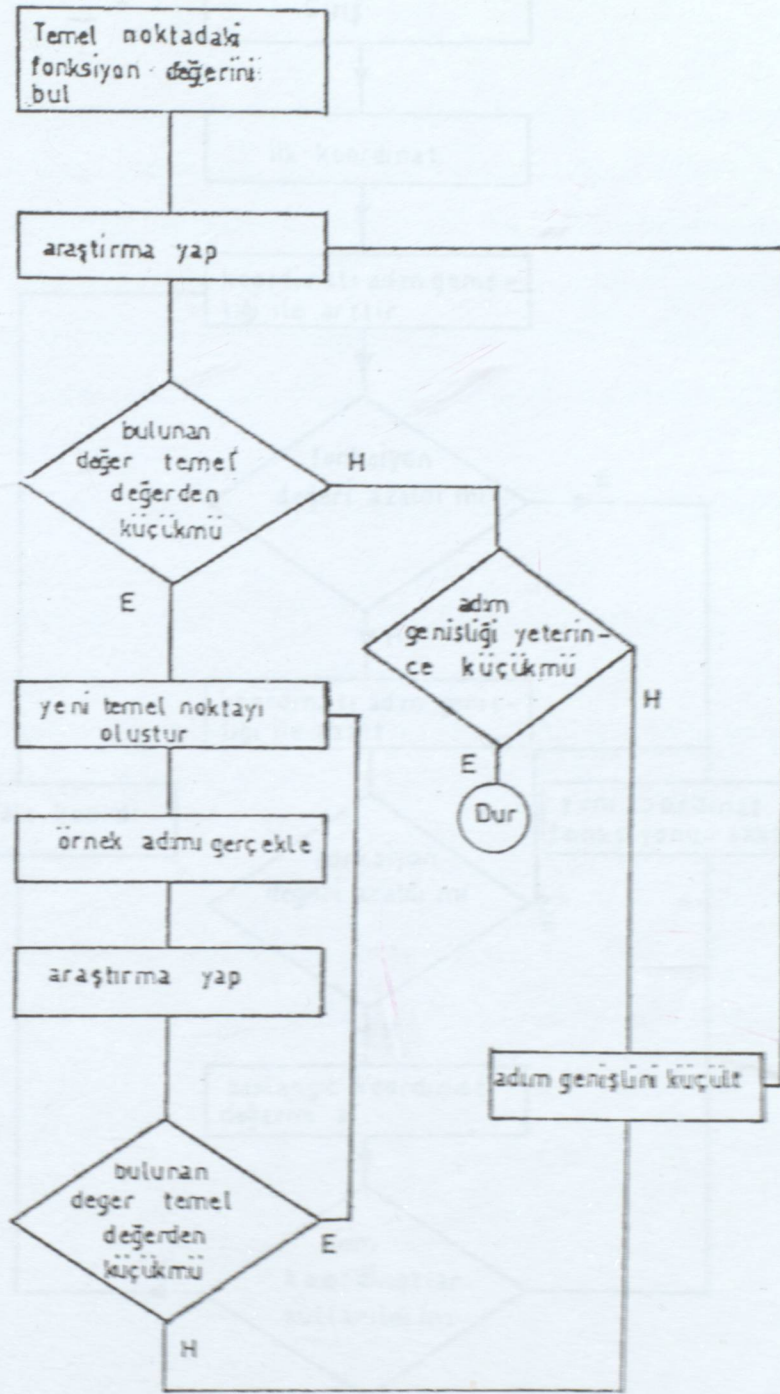 Temel noktadaki
fonksiyon değerini
bul
araştırma yap
bulunan
değer temel
değerden
küçükmü
H
E
adım
genisliği yeterin-
ce küçükmü
H
E
Dur
yeni temel noktayı
olustur
örnek adımı gerçekle
araştırma yap
adım genişlini küçült
bulunan
deger temel
değerden
küçükmü
E
H